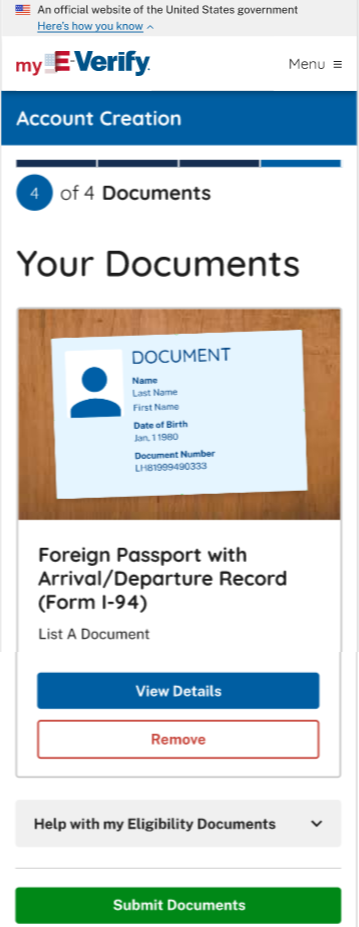 An official website of the United States government
Here's how you know
my E-Verify
Menu
Account Creation
4 of 4 Documents
Your Documents
DOCUMENT
Name
Last Name
First Name
Date of Birth
Jan, 1 1980
Document Number
LH81999490333
Foreign Passport with
Arrival/Departure Record
(Form I-94)
List A Document
View Details
Remove
Help with my Eligibility Documents
Submit Documents